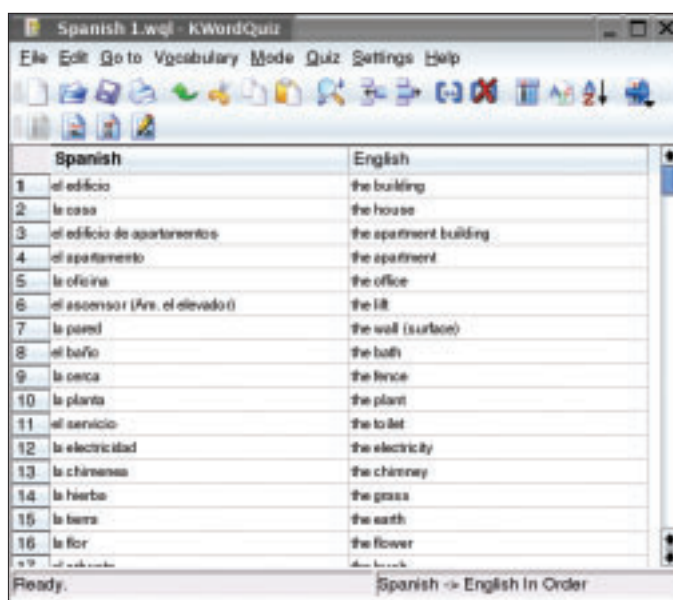 Spanish 1.wql - KWordQuiz
File Edit Go to Vocabulary Mode Quiz Settings Help
Spanish English
1 el edificio the building
2 la casa the house
3 el edificio de apartamentos the apartment building
4 el apartamento the apartment
5 la oficina the office
6 el ascensor (Am. el elevador) the lift
7 la pared the wall (surface)
8 el baño the bath
9 la cerca the fence
10 la planta the plant
11 el servicio the toilet
12 la electricidad the electricity
13 la chimenea the chimney
14 la hierba the grass
15 la tierra the earth
16 la flor the flower
17
Ready. Spanish -> English In Order